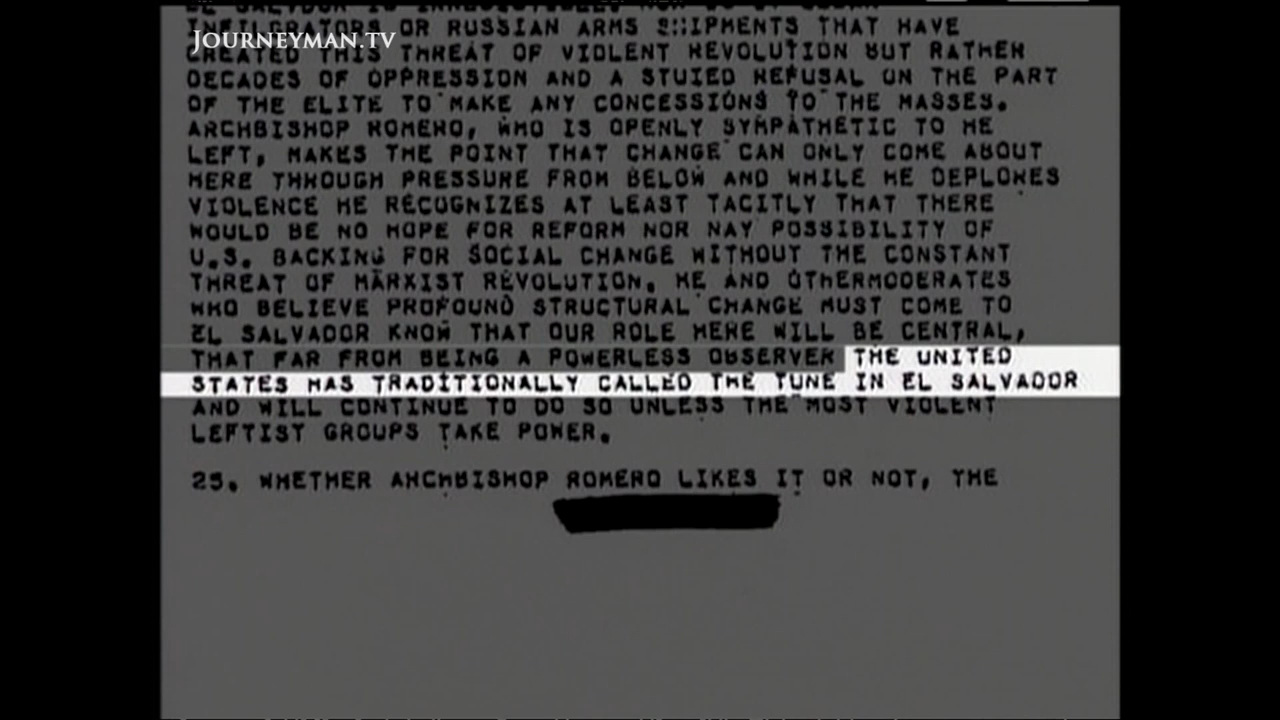 INFILGRATORS OR RUSSIAN ARMS SHIPMENTS THAT HAVE
JOURNEYMAN.TV
CREATED THIS THREAT OF VIOLENT REVOLUTION BUT RATHER
DECADES OF OPPRESSION AND A STUIED REFUSAL ON THE PART
OF THE ELITE TO MAKE ANY CONCESSIONS TO THE MASSES.
ARCHBISHOP ROMERO, WHO IS OPENLY SYMPATHETIC TO HE
LEFT, MAKES THE POINT THAT CHANGE CAN ONLY COME ABOUT
HERE THROUGH PRESSURE FROM BELOW AND WHILE HE DEPLORES
VIOLENCE HE RECOGNIZES AT LEAST TACITLY THAT THERE
WOULD BE NO HOPE FOR REFORM NOR NAY POSSIBILITY OF
U.S. BACKING FOR SOCIAL CHANGE WITHOUT THE CONSTANT
THREAT OF MARXIST REVOLUTION. HE AND OTHERMODERATES
WHO BELIEVE PROFOUND STRUCTURAL CHANGE MUST COME TO
EL SALVADOR KNOW THAT OUR ROLE HERE WILL BE CENTRAL,
THAT FAR FROM BEING A POWERLESS OBSERVER THE UNITED
STATES HAS TRADITIONALLY CALLED THE TUNE IN EL SALVADOR
AND WILL CONTINUE TO DO SO UNLESS THE MOST VIOLENT
LEFTIST GROUPS TAKE POWER.
25. WHETHER ARCHBISHOP ROMERO LIKES IT OR NOT, THE